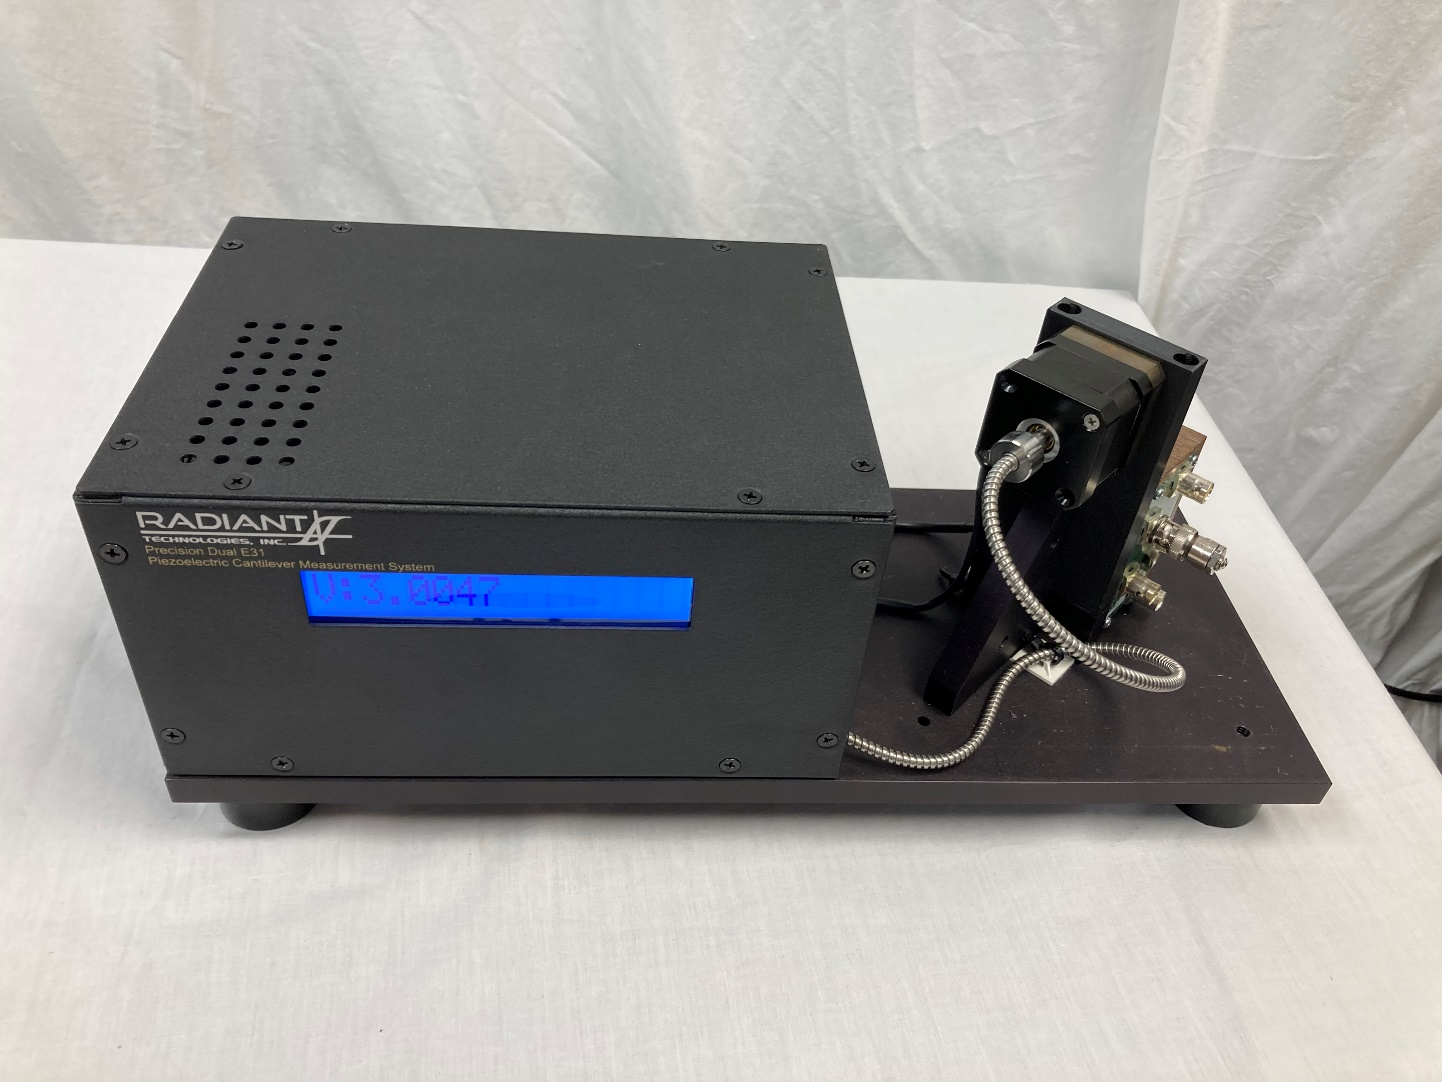 RADIANT
TECHNOLOGIES, INC.
Precision Dual E31
Piezoelectric Cantilever Measurement System
V:3.0047